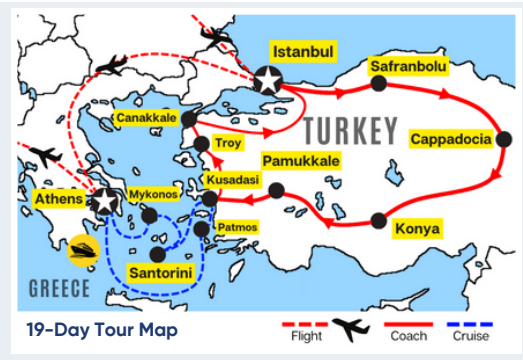 Istanbul
Safranbolu
Canakkale
TURKEY
Troy
Cappadocia
Pamukkale
Kusadasi
Athens
Mykonos
Patmos
Konya
Santorini
GREECE
19-Day Tour Map
Flight
Coach
Cruise